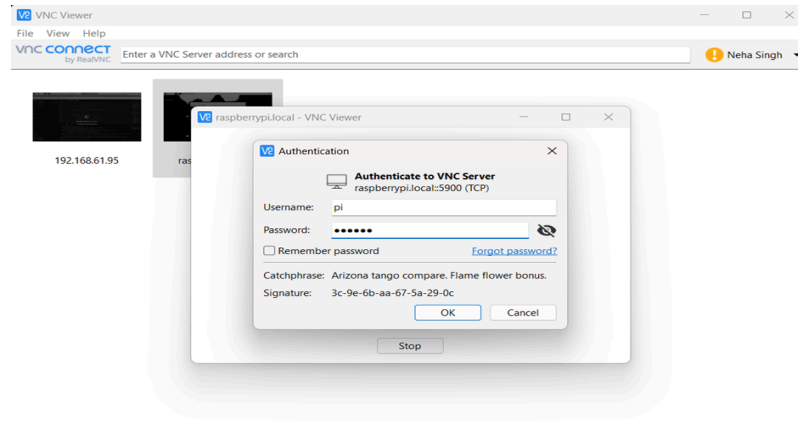 VNC Viewer
File View Help
vnc connect
by RealVNC
Enter a VNC Server address or search
Neha Singh
192.168.61.95
ras
raspberrypi.local - VNC Viewer
Authentication
Authenticate to VNC Server
raspberrypi.local::5900 (TCP)
Username: pi
Password: ••••••
Remember password
Forgot password?
Catchphrase: Arizona tango compare. Flame flower bonus.
Signature: 3c-9e-6b-aa-67-5a-29-0c
OK Cancel
Stop